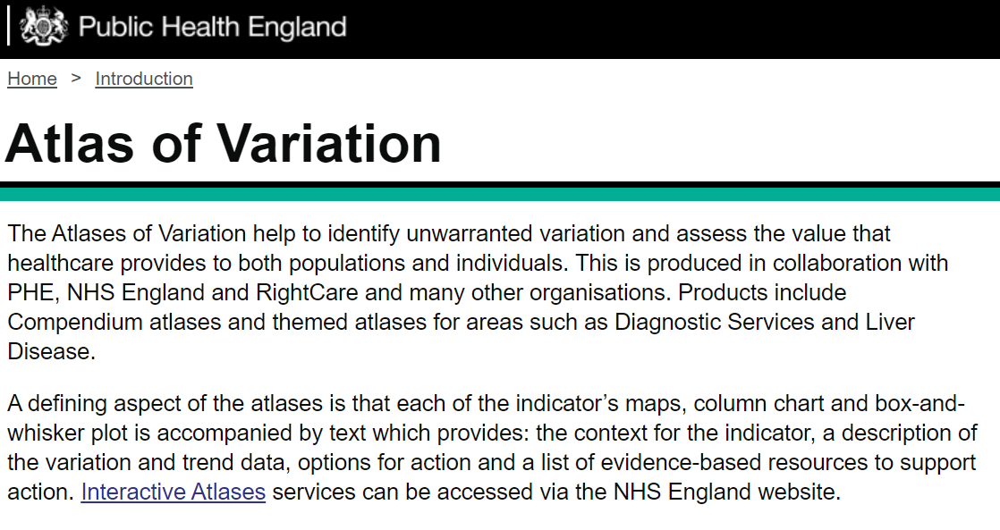 Public Health England
Home > Introduction
Atlas of Variation
The Atlases of Variation help to identify unwarranted variation and assess the value that
healthcare provides to both populations and individuals. This is produced in collaboration with
PHE, NHS England and RightCare and many other organisations. Products include
Compendium atlases and themed atlases for areas such as Diagnostic Services and Liver
Disease.
A defining aspect of the atlases is that each of the indicator’s maps, column chart and box-and-
whisker plot is accompanied by text which provides: the context for the indicator, a description of
the variation and trend data, options for action and a list of evidence-based resources to support
action. Interactive Atlases services can be accessed via the NHS England website.